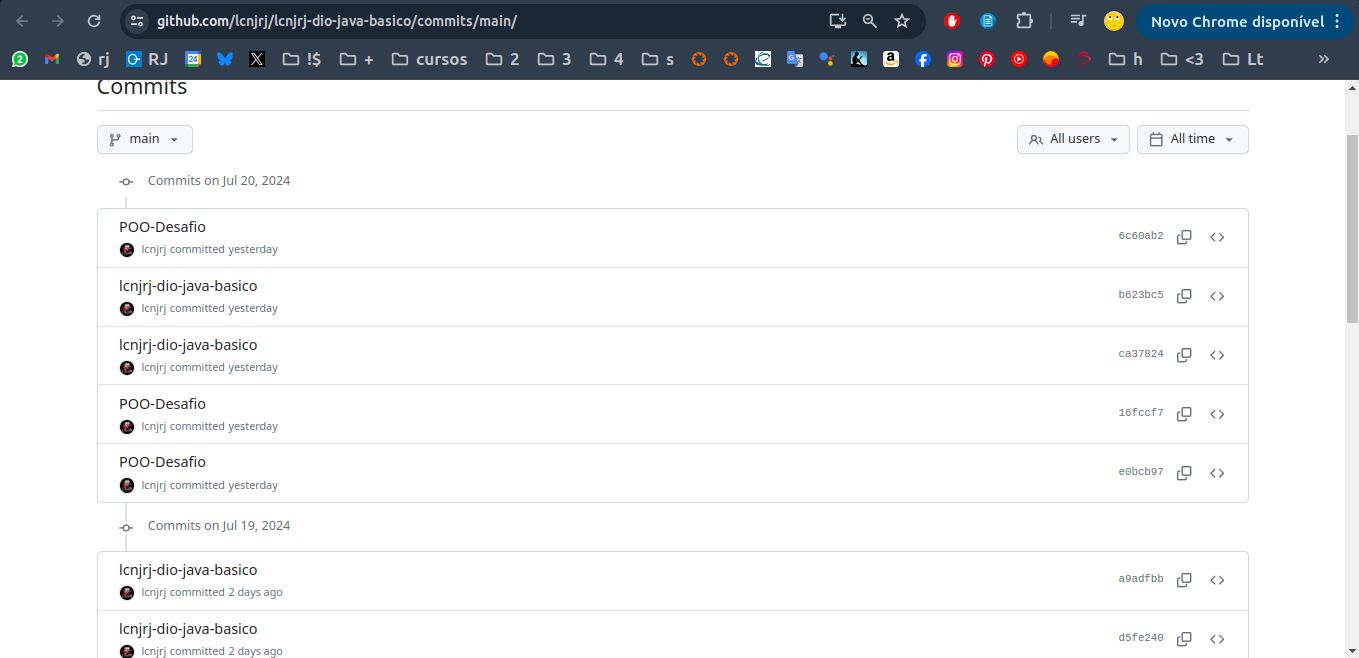 github.com/lcnjrj/lcnjrj-dio-java-basico/commits/main/
Novo Chrome disponível
2
rj
RJ
24
!$
+
cursos
2
3
4
s
h
<3
Lt
»
Commits
main
All users
All time
Commits on Jul 20, 2024
POO-Desafio
6c60ab2
lcnjrj committed yesterday
lcnjrj-dio-java-basico
b623bc5
lcnjrj committed yesterday
lcnjrj-dio-java-basico
ca37824
lcnjrj committed yesterday
POO-Desafio
16fccf7
lcnjrj committed yesterday
POO-Desafio
e0bcb97
lcnjrj committed yesterday
Commits on Jul 19, 2024
lcnjrj-dio-java-basico
a9adfbb
lcnjrj committed 2 days ago
lcnjrj-dio-java-basico
d5fe240
lcnjrj committed 2 days ago